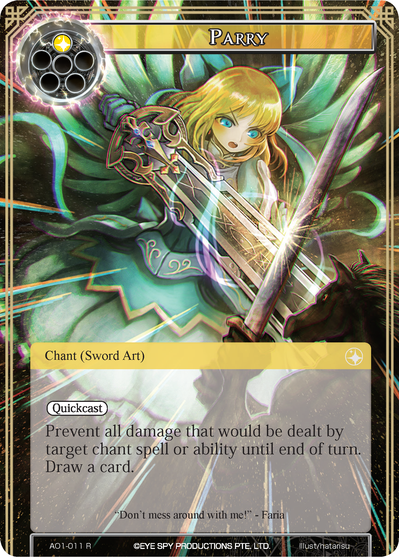 Parry
Chant (Sword Art)
Quickcast
Prevent all damage that would be dealt by
target chant spell or ability until end of turn.
Draw a card.
“Don’t mess around with me!” - Faria
AO1-011 R
©EYE SPY PRODUCTIONS PTE. LTD.
Illust/hatarisu